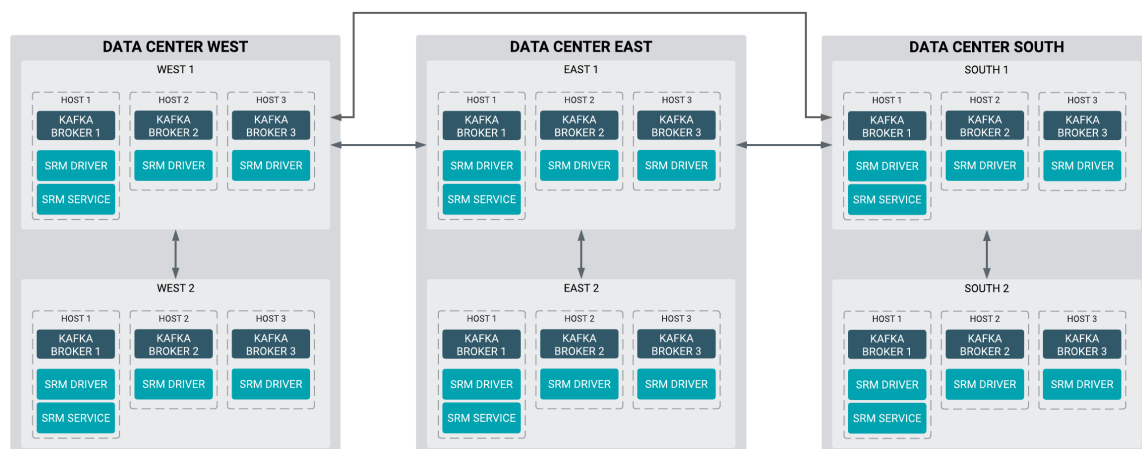 DATA CENTER WEST
WEST 1
HOST 1
KAFKA
BROKER 1
SRM DRIVER
SRM SERVICE
HOST 2
KAFKA
BROKER 2
SRM DRIVER
HOST 3
KAFKA
BROKER 3
SRM DRIVER
WEST 2
HOST 1
KAFKA
BROKER 1
SRM DRIVER
SRM SERVICE
HOST 2
KAFKA
BROKER 2
SRM DRIVER
HOST 3
KAFKA
BROKER 3
SRM DRIVER
DATA CENTER EAST
EAST 1
HOST 1
KAFKA
BROKER 1
SRM DRIVER
SRM SERVICE
HOST 2
KAFKA
BROKER 2
SRM DRIVER
HOST 3
KAFKA
BROKER 3
SRM DRIVER
EAST 2
HOST 1
KAFKA
BROKER 1
SRM DRIVER
SRM SERVICE
HOST 2
KAFKA
BROKER 2
SRM DRIVER
HOST 3
KAFKA
BROKER 3
SRM DRIVER
DATA CENTER SOUTH
SOUTH 1
HOST 1
KAFKA
BROKER 1
SRM DRIVER
SRM SERVICE
HOST 2
KAFKA
BROKER 2
SRM DRIVER
HOST 3
KAFKA
BROKER 3
SRM DRIVER
SOUTH 2
HOST 1
KAFKA
BROKER 1
SRM DRIVER
SRM SERVICE
HOST 2
KAFKA
BROKER 2
SRM DRIVER
HOST 3
KAFKA
BROKER 3
SRM DRIVER